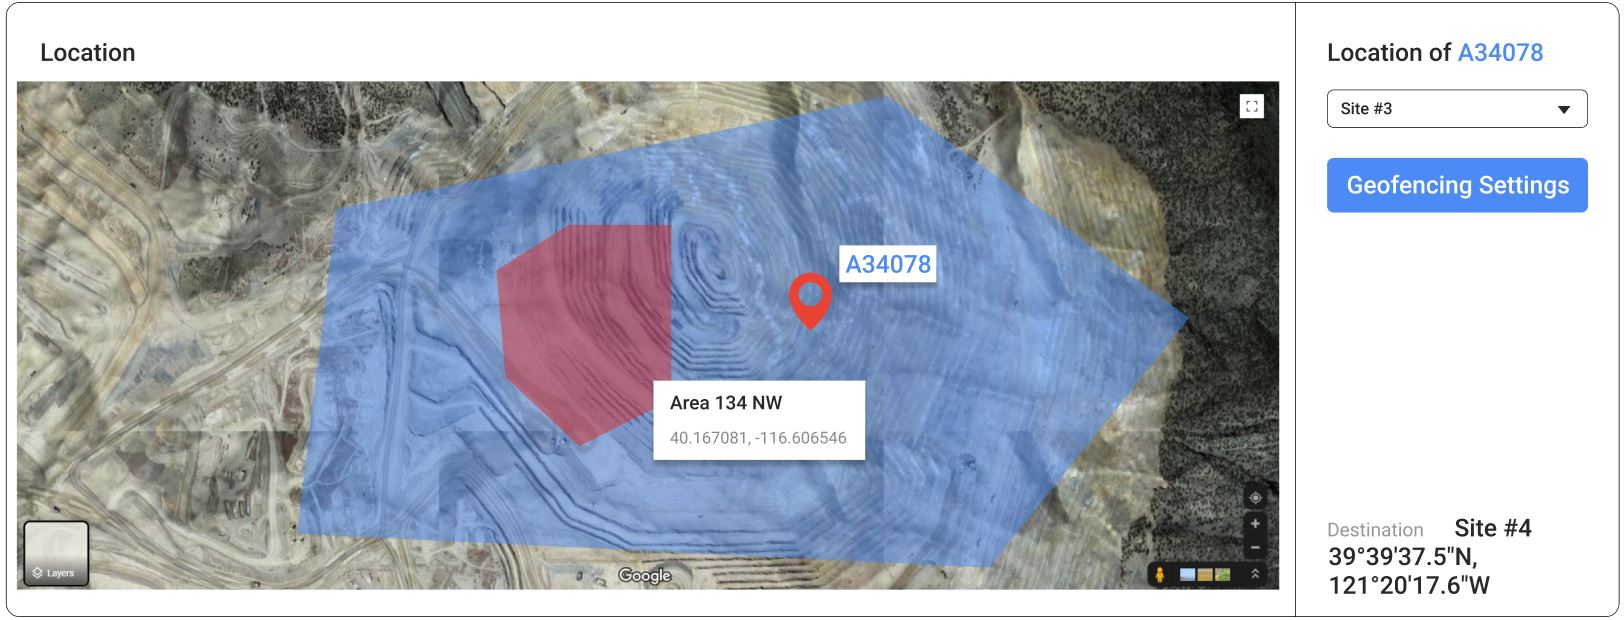 Location
A34078
Area 134 NW
40.167081, -116.606546
Layers
Google
Location of A34078
Site #3
Geofencing Settings
Destination Site #4
39°39'37.5"N,
121°20'17.6"W